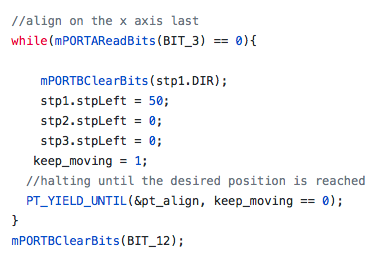 //align on the x axis last
while(mPORTAReadBits(BIT_3) == 0){
mPORTBClearBits(stp1.DIR);
stp1.stpLeft = 50;
stp2.stpLeft = 0;
stp3.stpLeft = 0;
keep_moving = 1;
//halting until the desired position is reached
PT_YIELD_UNTIL(&pt_align, keep_moving == 0);
}
mPORTBClearBits(BIT_12);